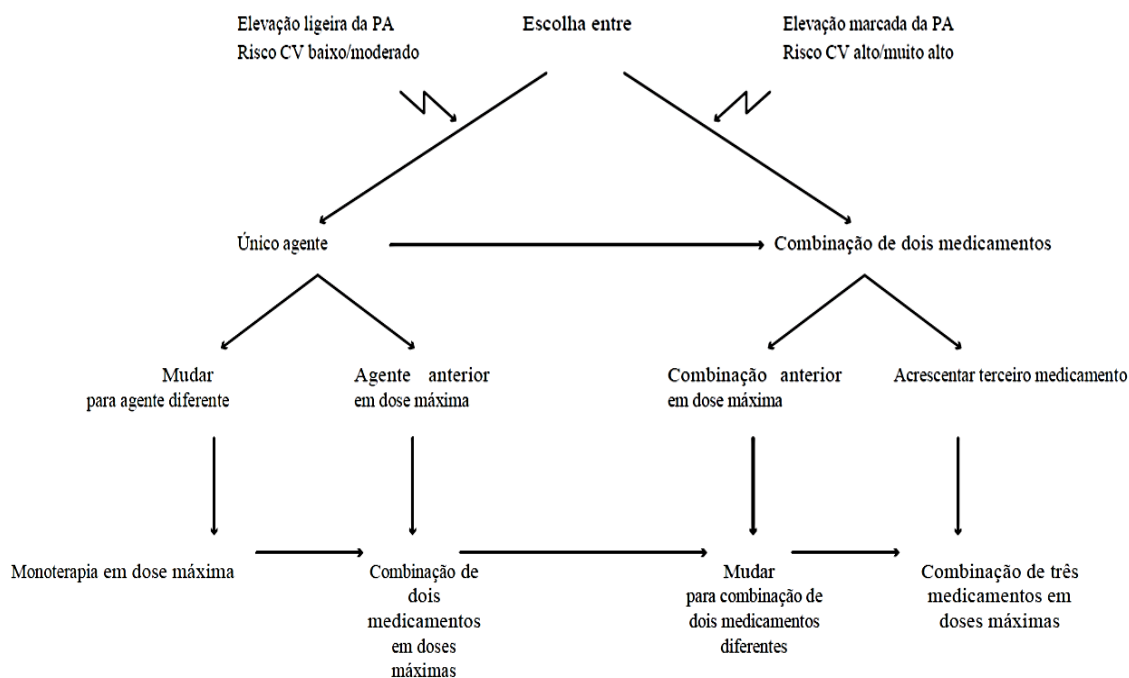 Elevação ligeira da PA
Risco CV baixo/moderado
Escolha entre
Elevação marcada da PA
Risco CV alto/muito alto
Único agente
Combinação de dois medicamentos
Mudar
para agente diferente
Agente anterior
em dose máxima
Combinação anterior
em dose máxima
Acrescentar terceiro medicamento
Monoterapia em dose máxima
Combinação de
dois
medicamentos
em doses
máximas
Mudar
para combinação de
dois medicamentos
diferentes
Combinação de três
medicamentos em
doses máximas